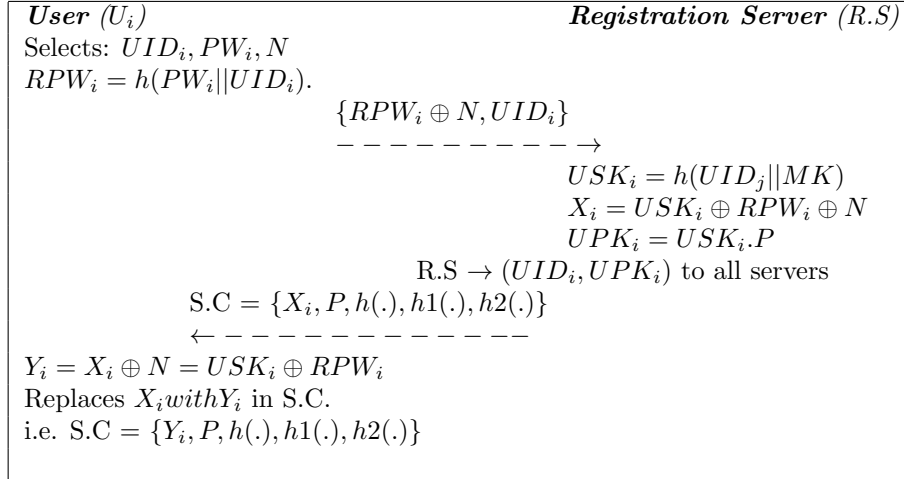 User (U_i) Registration Server (R.S)
Selects: UID_i, PW_i, N
RPW_i = h(PW_i||UID_i).
{RPW_i ⊕ N, UID_i}
− − − − − − − − − − →
USK_i = h(UID_j||MK)
X_i = USK_i ⊕ RPW_i ⊕ N
UPK_i = USK_i.P
R.S → (UID_i, UPK_i) to all servers
S.C = {X_i, P, h(.), h1(.), h2(.)}
← − − − − − − − − − − − −−
Y_i = X_i ⊕ N = USK_i ⊕ RPW_i
Replaces X_iwithY_i in S.C.
i.e. S.C = {Y_i, P, h(.), h1(.), h2(.)}